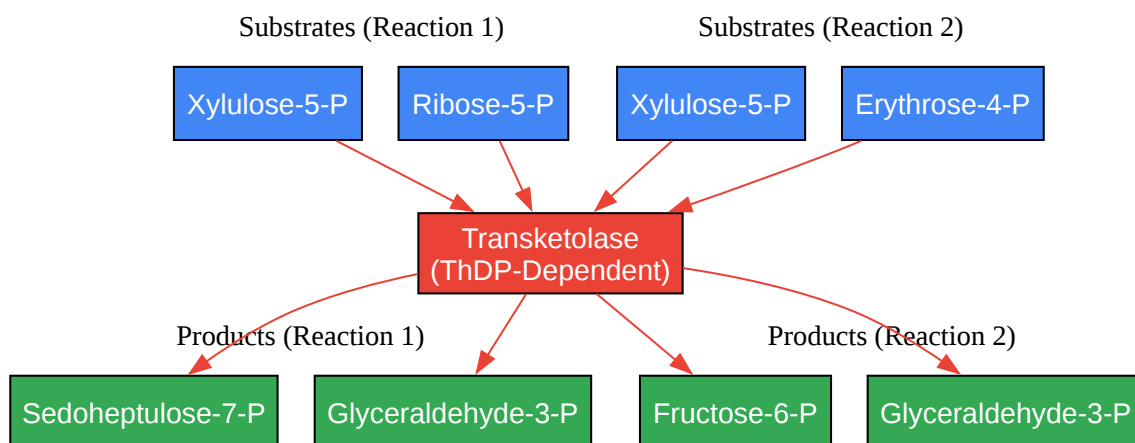 Substrates (Reaction 1)
Substrates (Reaction 2)
Xylulose-5-P
Ribose-5-P
Xylulose-5-P
Erythrose-4-P
Transketolase
(ThDP-Dependent)
Products (Reaction 1)
Products (Reaction 2)
Sedoheptulose-7-P
Glyceraldehyde-3-P
Fructose-6-P
Glyceraldehyde-3-P